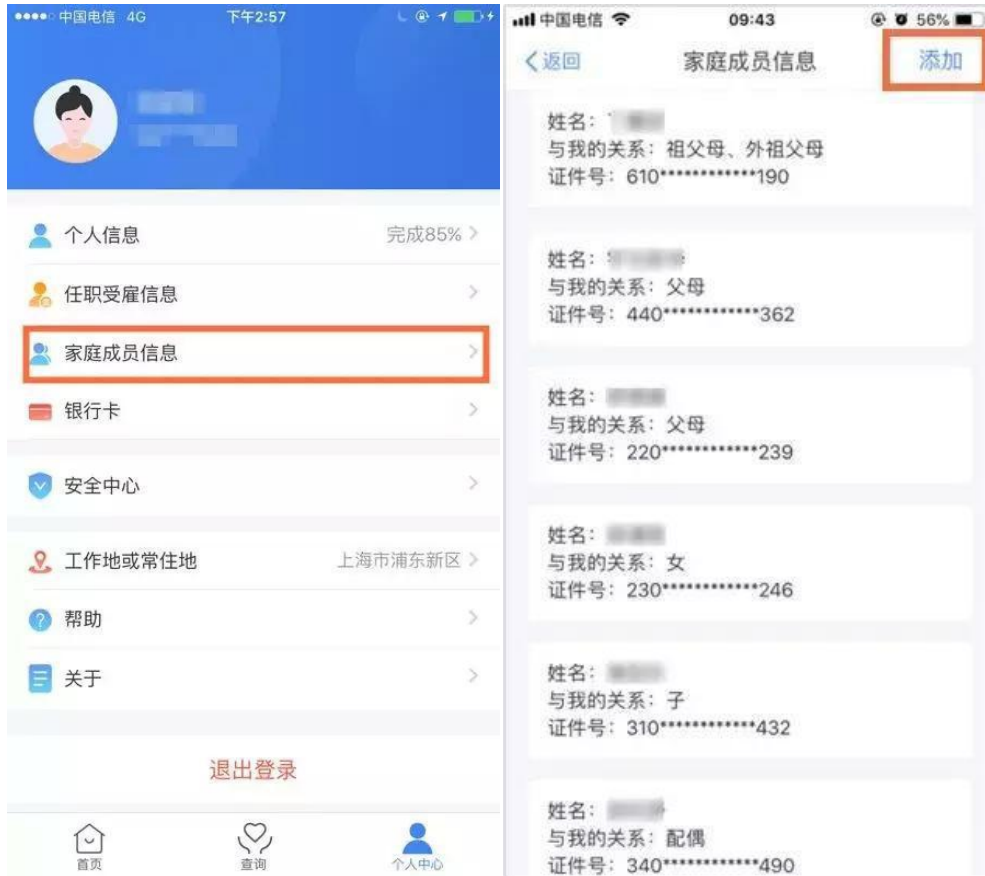 中国电信 4G 下午2:57
个人信息 完成85%
任职受雇信息
家庭成员信息
银行卡
安全中心
工作地或常住地 上海市浦东新区
帮助
关于
退出登录
首页 查询 个人中心
中国电信 09:43 56%
返回 家庭成员信息 添加
姓名：
与我的关系：祖父母、外祖父母
证件号：610************190
姓名：
与我的关系：父母
证件号：440************362
姓名：
与我的关系：父母
证件号：220************239
姓名：
与我的关系：女
证件号：230************246
姓名：
与我的关系：子
证件号：310************432
姓名：
与我的关系：配偶
证件号：340************490